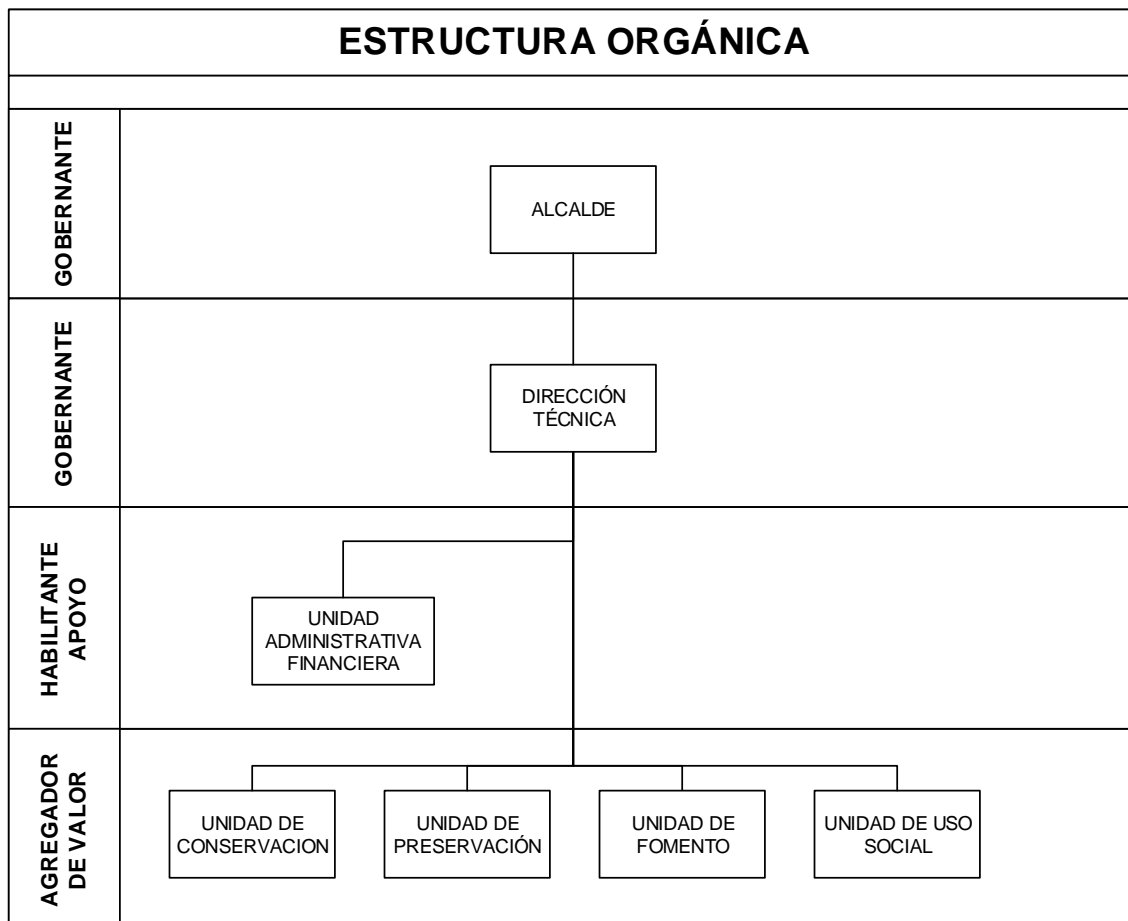 ESTRUCTURA ORGÁNICA
GOBERNANTE
ALCALDE
GOBERNANTE
DIRECCIÓN
TÉCNICA
HABILITANTE
APOYO
UNIDAD
ADMINISTRATIVA
FINANCIERA
AGREGADOR
DE VALOR
UNIDAD DE
CONSERVACION
UNIDAD DE
PRESERVACIÓN
UNIDAD DE
FOMENTO
UNIDAD DE USO
SOCIAL